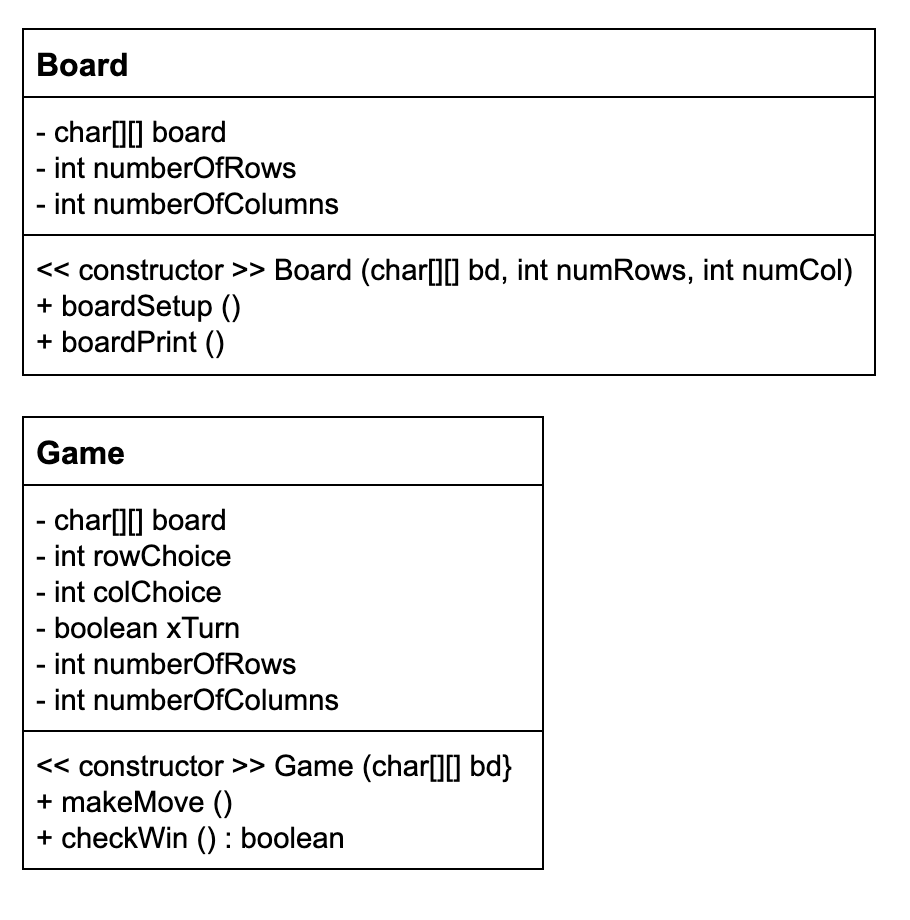 Board
- char[][] board
- int numberOfRows
- int numberOfColumns
<< constructor >> Board (char[][] bd, int numRows, int numCol)
+ boardSetup ()
+ boardPrint ()
Game
- char[][] board
- int rowChoice
- int colChoice
- boolean xTurn
- int numberOfRows
- int numberOfColumns
<< constructor >> Game (char[][] bd}
+ makeMove ()
+ checkWin () : boolean